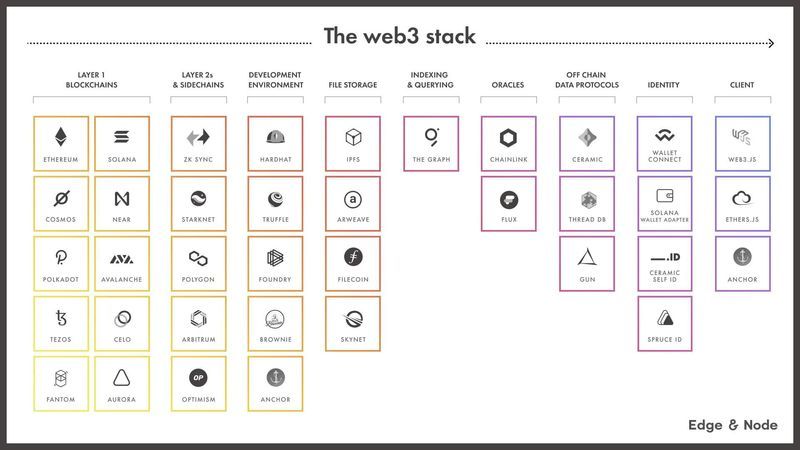 The web3 stack
LAYER 1
BLOCKCHAINS
LAYER 2s
& SIDECHAINS
DEVELOPMENT
ENVIRONMENT
FILE STORAGE
INDEXING
& QUERYING
ORACLES
OFF CHAIN
DATA PROTOCOLS
IDENTITY
CLIENT
ETHEREUM
SOLANA
ZK SYNC
HARDHAT
IPFS
THE GRAPH
CHAINLINK
CERAMIC
WALLET
CONNECT
WEB3.JS
COSMOS
NEAR
STARKNET
TRUFFLE
ARWEAVE
FLUX
THREAD DB
SOLANA
WALLET ADAPTER
ETHERS.JS
POLKADOT
AVALANCHE
POLYGON
FOUNDRY
FILECOIN
GUN
.ID
CERAMIC
SELF ID
ANCHOR
TEZOS
CELO
ARBITRUM
BROWNIE
SKYNET
SPRUCE ID
FANTOM
AURORA
OP
OPTIMISM
ANCHOR
Edge & Node